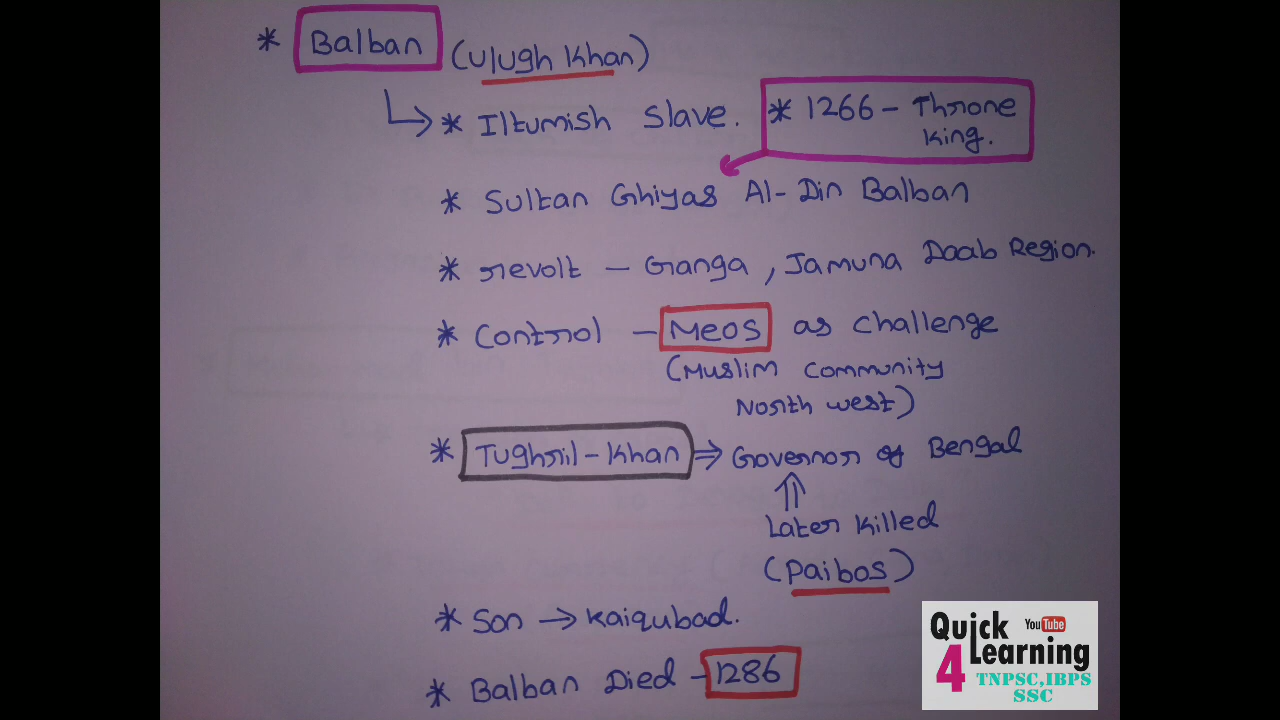 * Balban (Ulugh Khan)
* Iltumish Slave.
* 1266 - Throne
King.
* Sultan Ghiyas Al-Din Balban
* revolt - Ganga, Jamuna Daab Region.
* Control - Meos as challenge
(Muslim community
North west)
* Tughril-Khan ⇒ Governor of Bengal
Later killed
(Paibos)
* Son → Kaiqubad.
* Balban Died - 1286
Quick
YouTube
4 Learning
TNPSC,IBPS
SSC